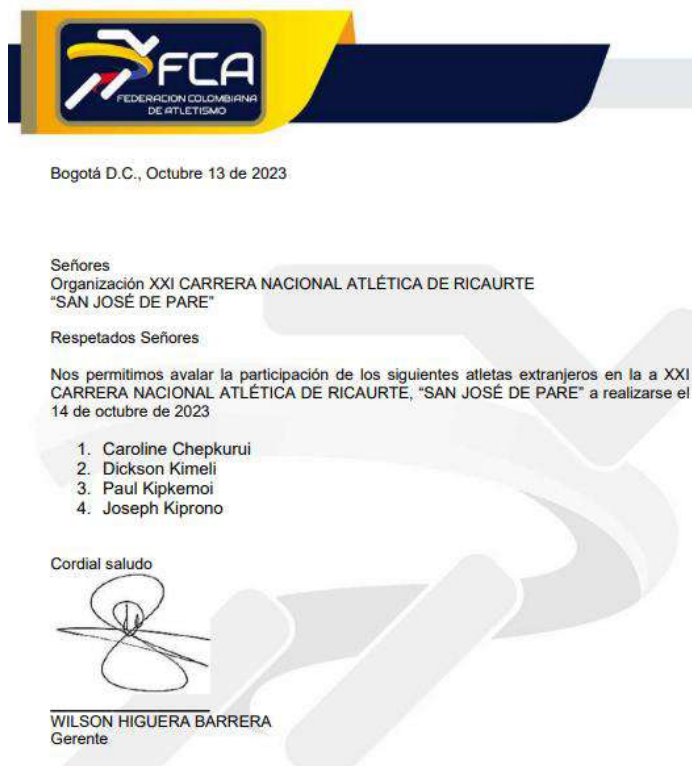 FCA
FEDERACION COLOMBIANA
DE ATLETISMO
Bogotá D.C., Octubre 13 de 2023
Señores
Organización XXI CARRERA NACIONAL ATLÉTICA DE RICAURTE
“SAN JOSÉ DE PARE”
Respetados Señores
Nos permitimos avalar la participación de los siguientes atletas extranjeros en la a XXI
CARRERA NACIONAL ATLÉTICA DE RICAURTE, “SAN JOSÉ DE PARE” a realizarse el
14 de octubre de 2023
1. Caroline Chepkurui
2. Dickson Kimeli
3. Paul Kipkemoi
4. Joseph Kiprono
Cordial saludo
WILSON HIGUERA BARRERA
Gerente